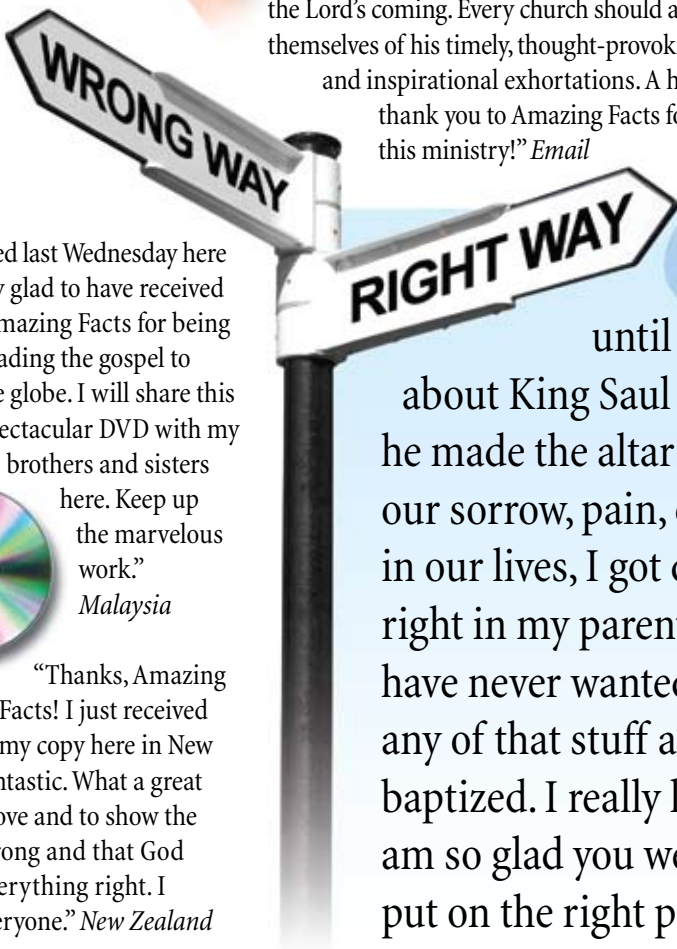 the Lord's coming. Every church should a
themselves of his timely, thought-provok
and inspirational exhortations. A h
thank you to Amazing Facts fo
this ministry!" Email
WRONG WAY
RIGHT WAY
ed last Wednesday here
y glad to have received
mazing Facts for being
ading the gospel to
e globe. I will share this
ectacular DVD with my
brothers and sisters
here. Keep up
the marvelous
work."
Malaysia
"Thanks, Amazing
Facts! I just received
my copy here in New
ntastic. What a great
ove and to show the
rong and that God
erything right. I
eryone." New Zealand
until
about King Saul
he made the altar
our sorrow, pain,
in our lives, I got
right in my paren
have never wante
any of that stuff a
baptized. I really
am so glad you we
put on the right p